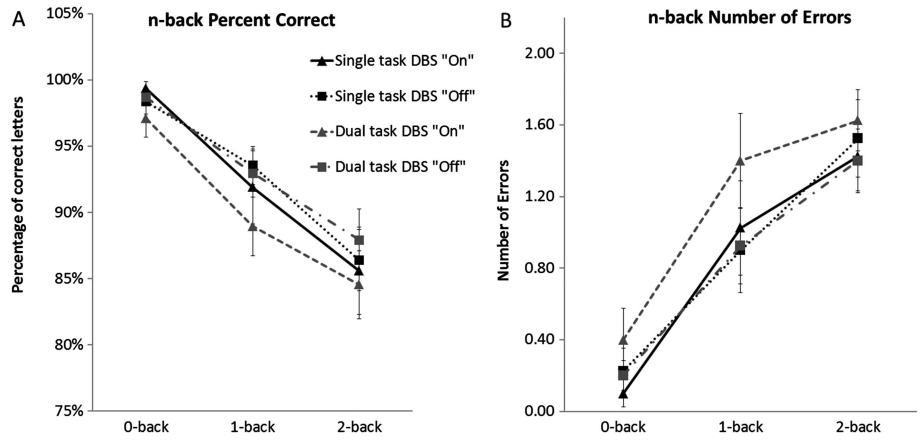 A
n-back Percent Correct
Percentage of correct letters
105%
100%
95%
90%
85%
80%
75%
0-back 1-back 2-back
Single task DBS "On"
Single task DBS "Off"
Dual task DBS "On"
Dual task DBS "Off"
B
n-back Number of Errors
Number of Errors
2.00
1.60
1.20
0.80
0.40
0.00
0-back 1-back 2-back